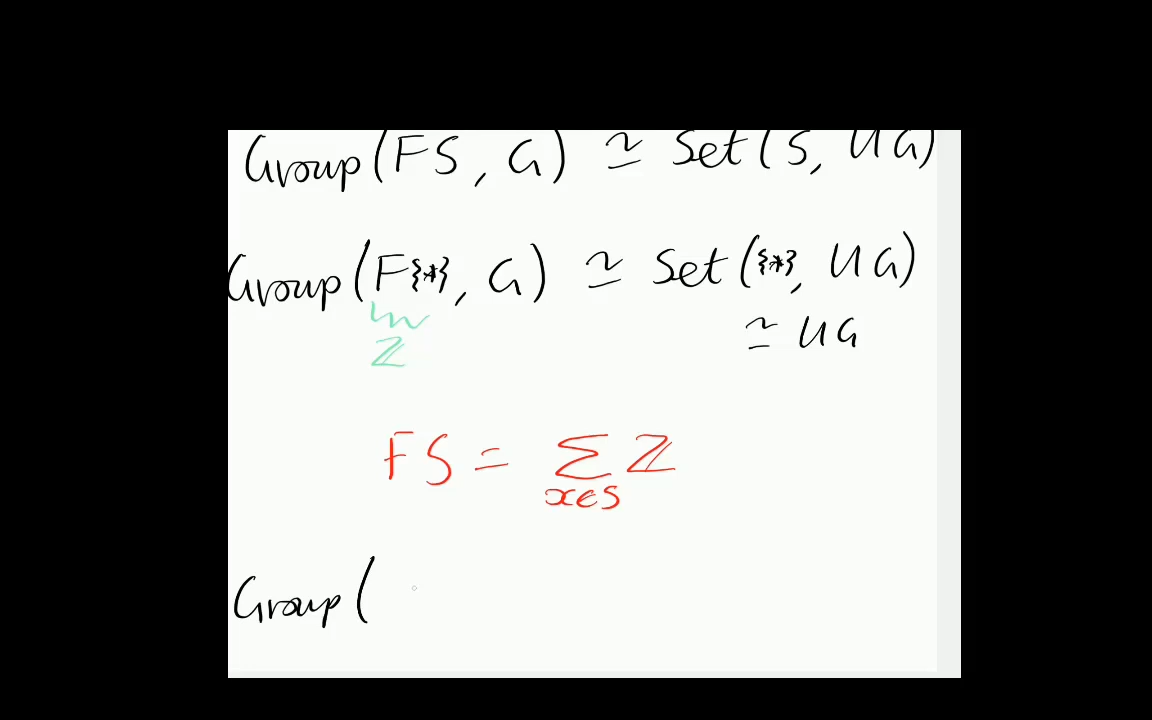 Group(FS, G) ≃ Set(S, UG)
Group(F{*}, G) ≃ Set({*}, UG)
ℤ ≃ UG
FS = ∑ ℤ
x∈S
Group(